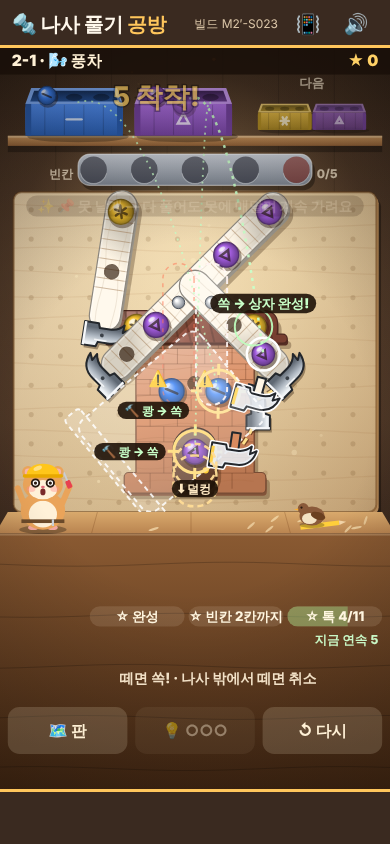 나사 풀기 공방
빌드 M2'-S023
2-1 · 풍차
★ 0
5 착착!
다음
빈칸
0/5
쏙 → 상자 완성!
쾅 → 쏙
쾅 → 쏙
⬇덜컹
☆ 완성
☆ 빈칸 2칸까지
☆ 톡 4/11
지금 연속 5
떼면 쏙! · 나사 밖에서 떼면 취소
판
다시